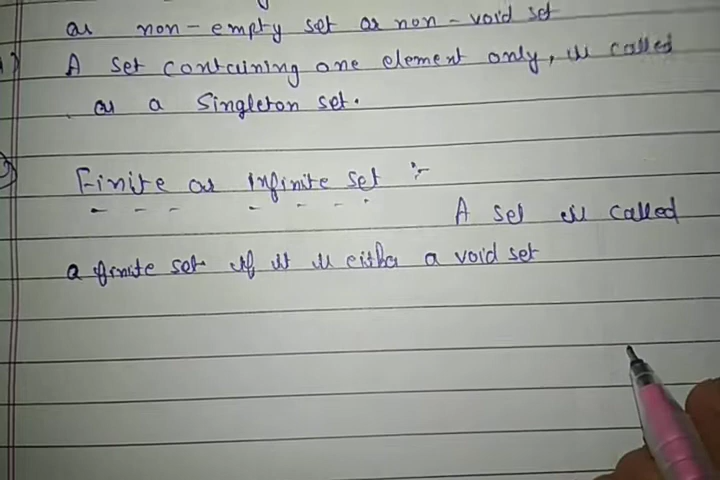 as non-empty set or non-void set
A set containing one element only, is called
as a Singleton set.
Finite or Infinite set :-
A set is called
a finite set if it is either a void set